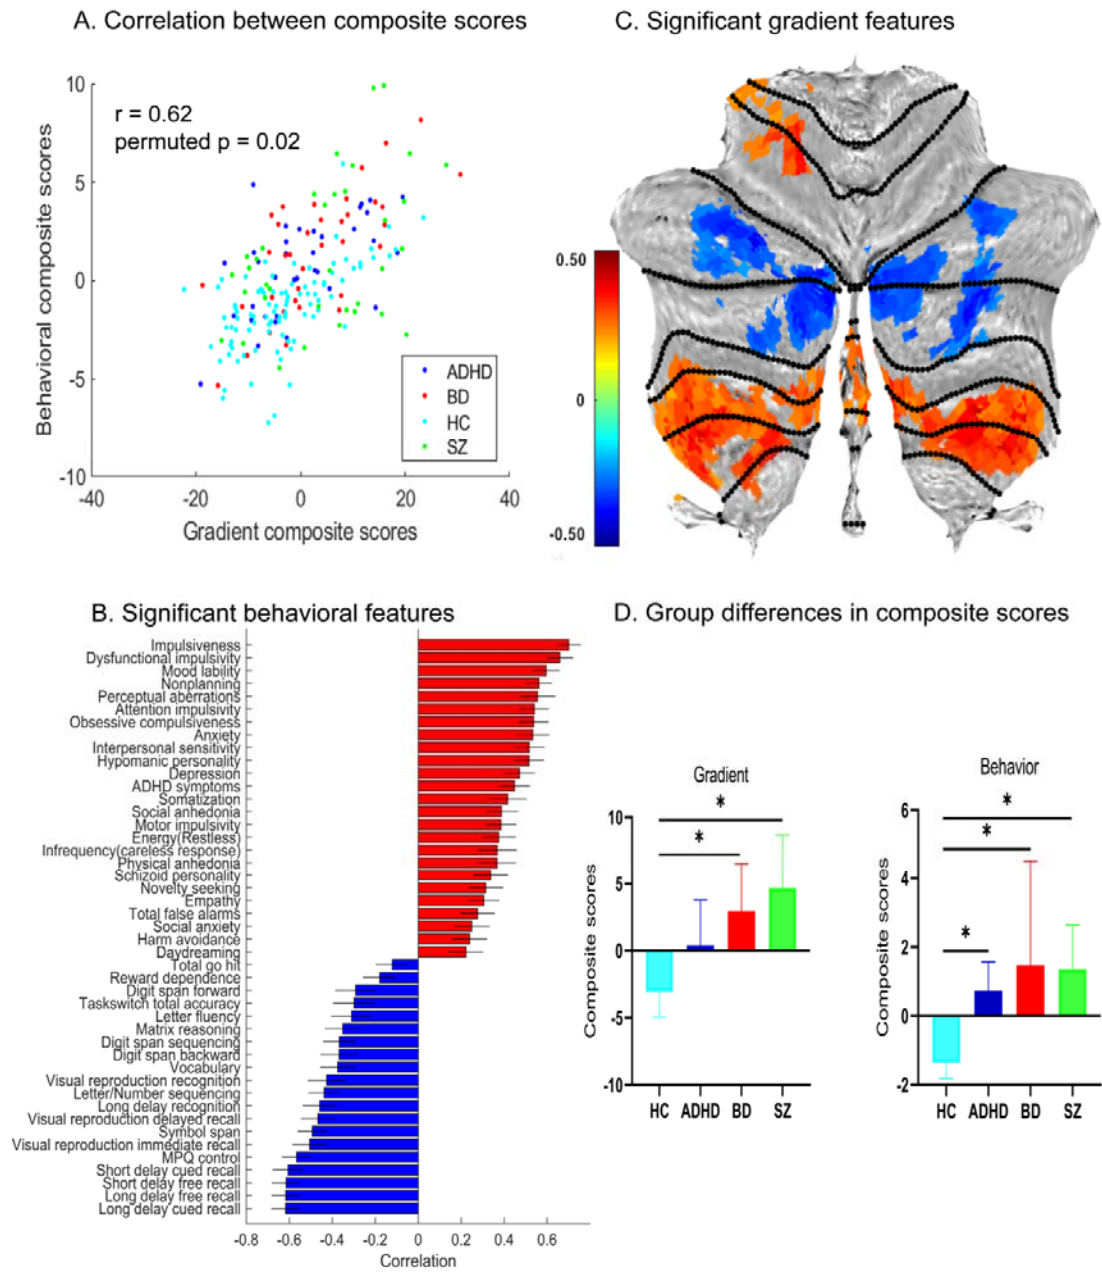 A. Correlation between composite scores
10
5
0
-5
-10
Behavioral composite scores
r = 0.62
permuted p = 0.02
ADHD
BD
HC
SZ
-40
-20
0
20
40
Gradient composite scores
C. Significant gradient features
0.50
0
-0.50
B. Significant behavioral features
Impulsiveness
Dysfunctional impulsivity
Mood lability
Nonplanning
Perceptual aberrations
Attention impulsivity
Obsessive compulsiveness
Anxiety
Interpersonal sensitivity
Hypomanic personality
Depression
ADHD symptoms
Somatization
Social anhedonia
Motor impulsivity
Energy(Restless)
Infrequency(careless response)
Physical anhedonia
Schizoid personality
Novelty seeking
Empathy
Total false alarms
Social anxiety
Harm avoidance
Daydreaming
Total go hit
Reward dependence
Digit span forward
Taskswitch total accuracy
Letter fluency
Matrix reasoning
Digit span sequencing
Digit span backward
Vocabulary
Visual reproduction recognition
Letter/Number sequencing
Long delay recognition
Visual reproduction delayed recall
Symbol span
Visual reproduction immediate recall
MPQ control
Short delay cued recall
Short delay free recall
Long delay free recall
Long delay cued recall
-0.8
-0.6
-0.4
-0.2
0
0.2
0.4
0.6
Correlation
D. Group differences in composite scores
Gradient
10
5
0
-5
-10
Composite scores
*
*
HC
ADHD
BD
SZ
Behavior
6
4
2
0
-2
Composite scores
*
*
*
HC
ADHD
BD
SZ